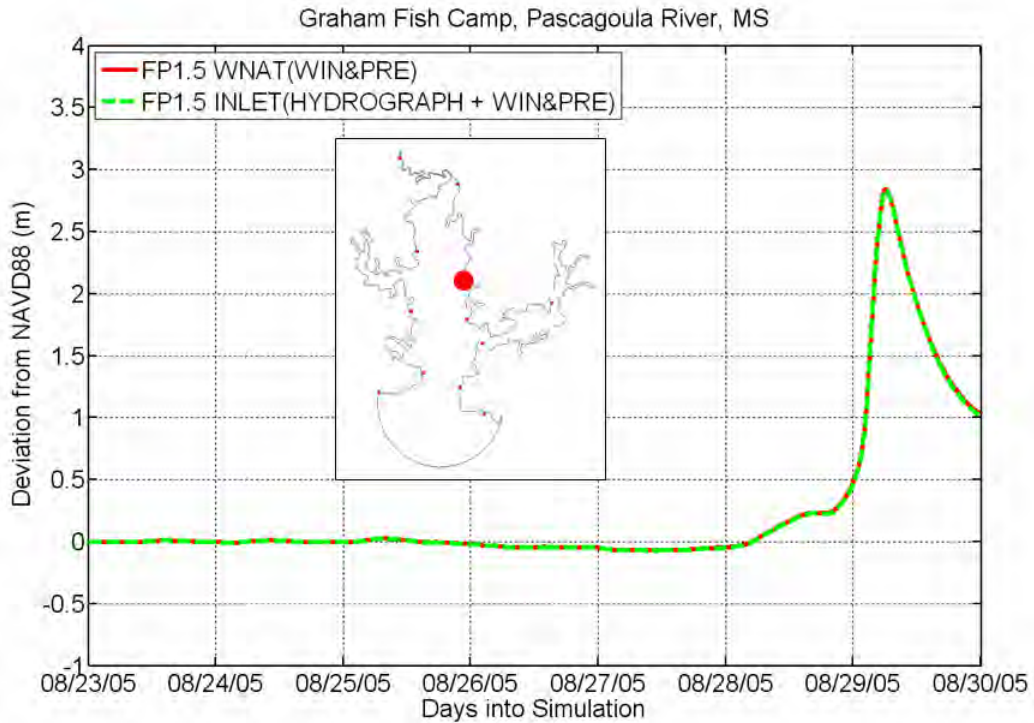 Graham Fish Camp, Pascagoula River, MS
FP1.5 WNAT(WIN&PRE)
FP1.5 INLET(HYDROGRAPH + WIN&PRE)
Deviation from NAVD88 (m)
4
3.5
3
2.5
2
1.5
1
0.5
0
-0.5
-1
08/23/05 08/24/05 08/25/05 08/26/05 08/27/05 08/28/05 08/29/05 08/30/05
Days into Simulation